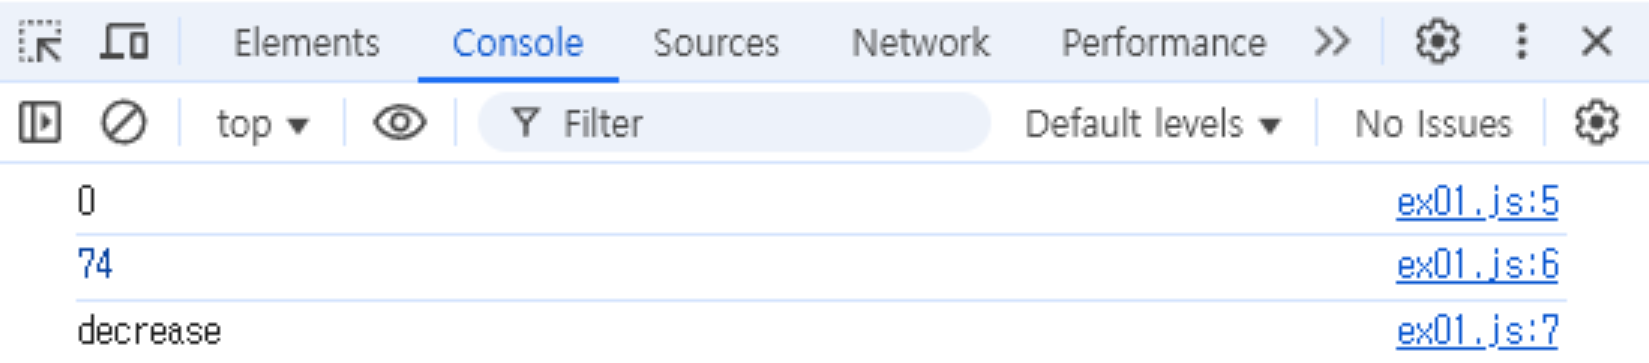 Elements Console Sources Network Performance
top Filter Default levels No Issues
0 ex01.js:5
74 ex01.js:6
decrease ex01.js:7